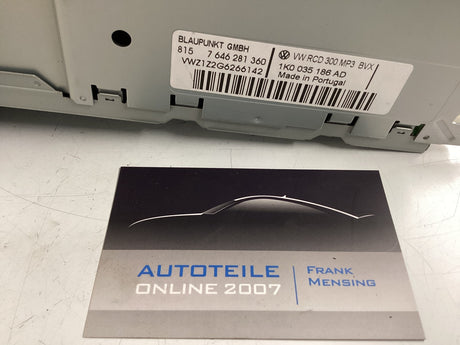 BLAUPUNKT GMBH
815 7 646 281 360
VWZ1Z2G6266142
VW RCD 300 MP3 BVX
1K0 035 186 AD
Made in Portugal
AUTOTEILE
ONLINE 2007
FRANK
MENSING